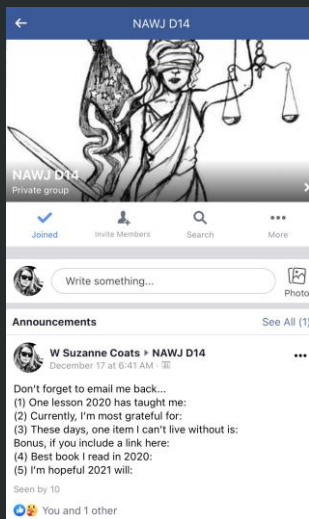 NAWJ D14
NAWJ D14
Private group
Joined
Invite Members
Search
More
Write something...
Photo
Announcements
See All (1)
W Suzanne Coats ▸ NAWJ D14
December 17 at 6:41 AM ·
Don't forget to email me back...
(1) One lesson 2020 has taught me:
(2) Currently, I'm most grateful for:
(3) These days, one item I can't live without is:
Bonus, if you include a link here:
(4) Best book I read in 2020:
(5) I'm hopeful 2021 will:
Seen by 10
You and 1 other